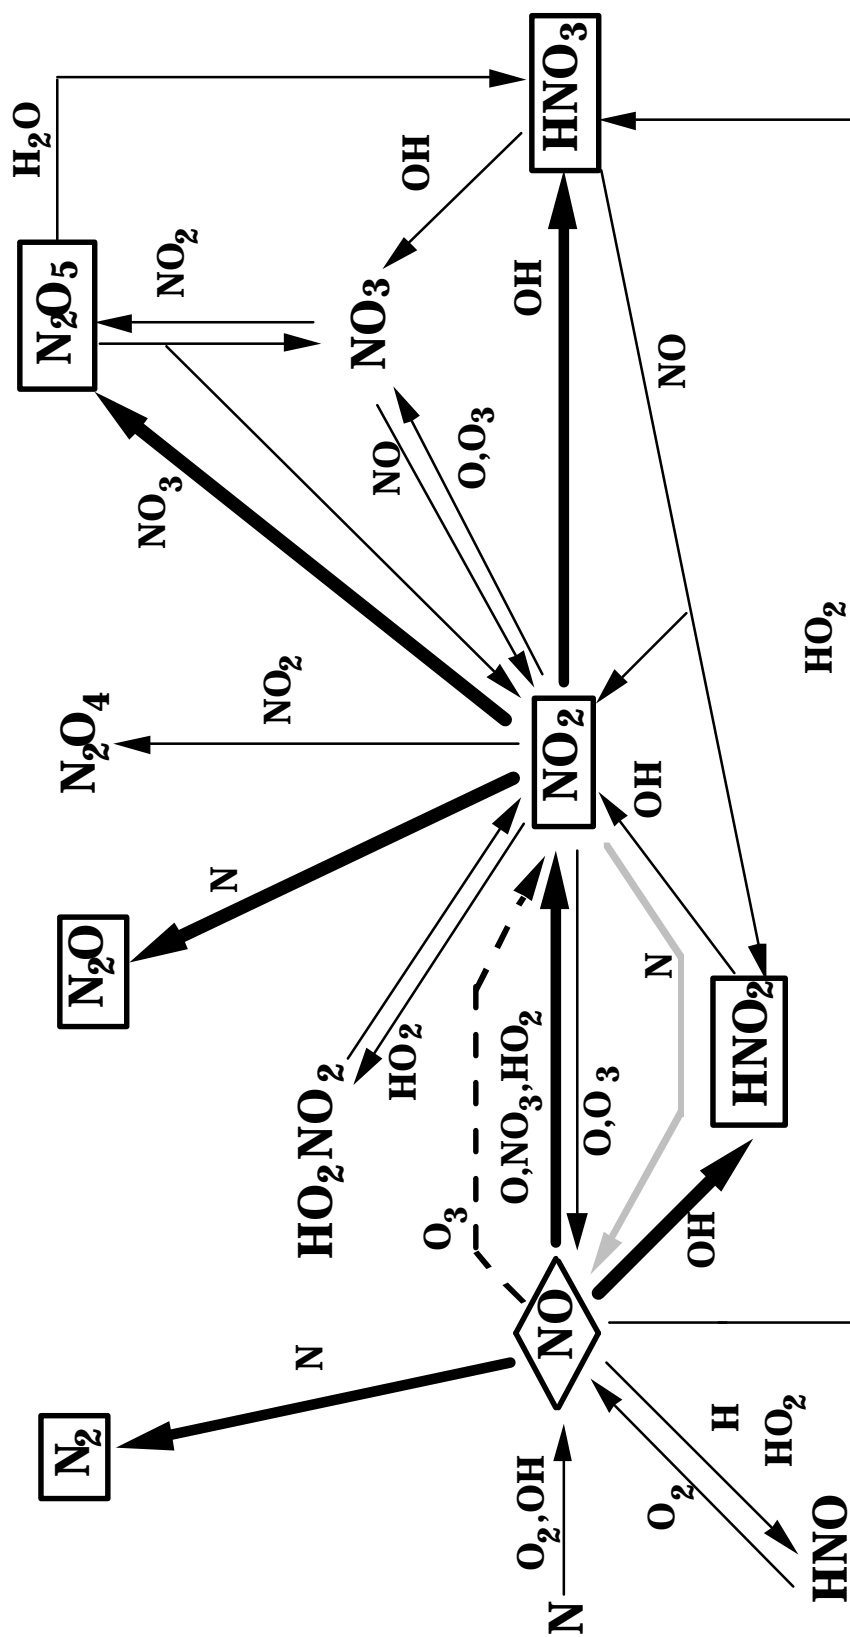 H₂O
N₂
N₂O
N₂O₄
N₂O₅
NO₃
NO₂
N
NO₂
N
HO₂NO₂
NO₃
NO
HO₂
OH
O₃
O,O₃
O,NO₃,HO₂
O₂,OH
OH
N
NO
NO₂
HNO₃
O,O₃
O₂
N
OH
NO
OH
H
HNO₂
HO₂
HO₂
HNO